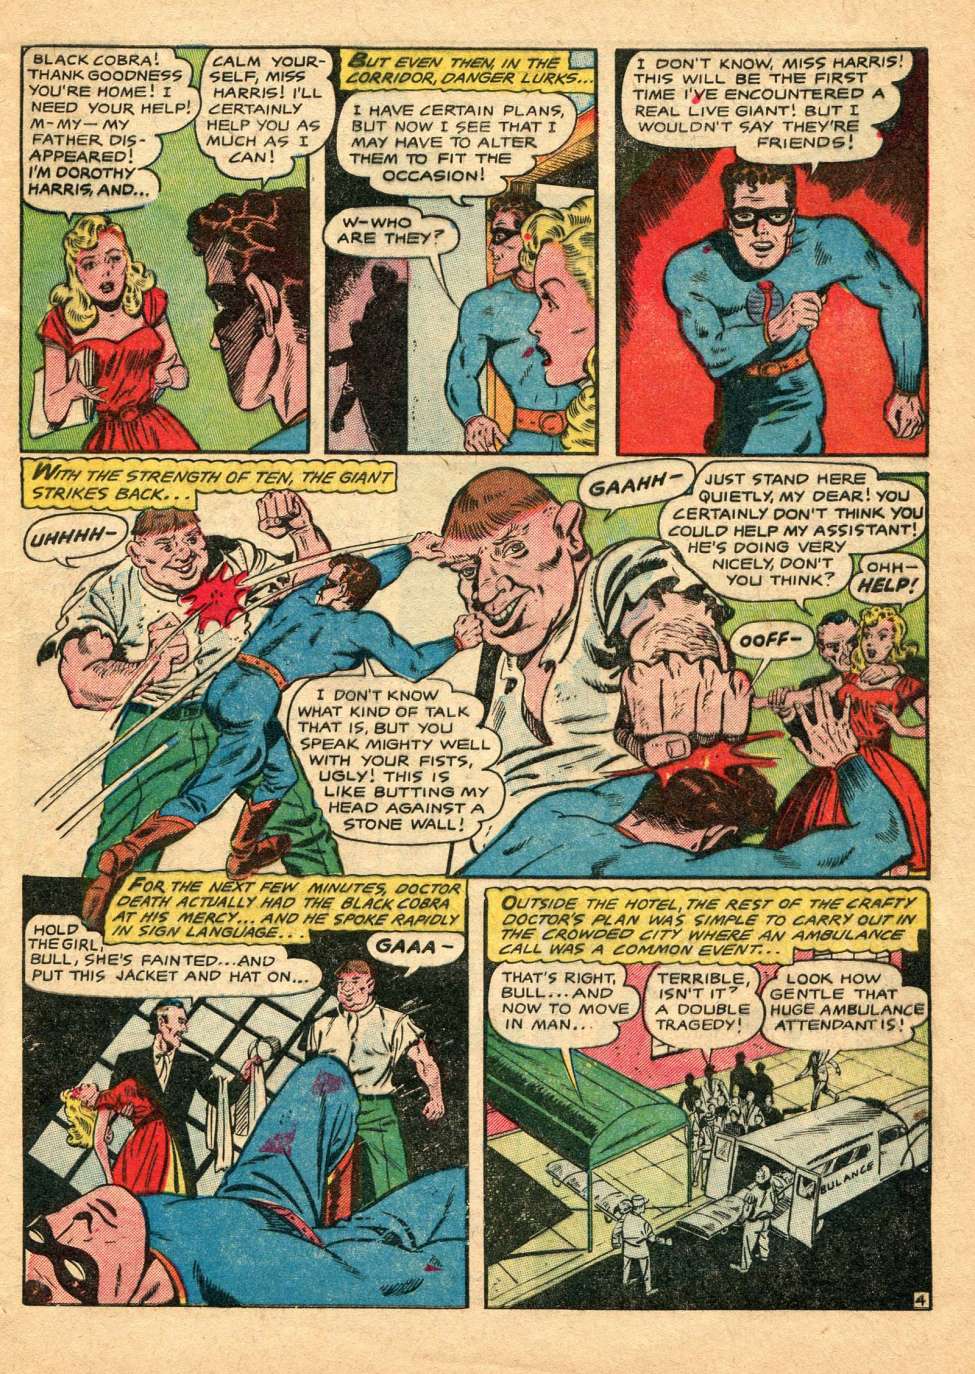 BLACK COBRA!
THANK GOODNESS
YOU'RE HOME! I
NEED YOUR HELP!
M-MY—MY
FATHER DIS-
APPEARED!
I'M DOROTHY
HARRIS, AND...
CALM YOUR-
SELF, MISS
HARRIS! I'LL
CERTAINLY
HELP YOU AS
MUCH AS I
CAN!
BUT EVEN THEN, IN THE
CORRIDOR, DANGER LURKS...
I HAVE CERTAIN PLANS,
BUT NOW I SEE THAT I
MAY HAVE TO ALTER
THEM TO FIT THE
OCCASION!
W-WHO
ARE THEY?
I DON'T KNOW, MISS HARRIS!
THIS WILL BE THE FIRST
TIME I'VE ENCOUNTERED A
REAL LIVE GIANT! BUT I
WOULDN'T SAY THEY'RE
FRIENDS!
WITH THE STRENGTH OF TEN, THE GIANT
STRIKES BACK...
UHHHH-
I DON'T KNOW
WHAT KIND OF TALK
THAT IS, BUT YOU
SPEAK MIGHTY WELL
WITH YOUR FISTS,
UGLY! THIS IS
LIKE BUTTING MY
HEAD AGAINST A
STONE WALL!
GAAHH-
JUST STAND HERE
QUIETLY, MY DEAR! YOU
CERTAINLY DON'T THINK YOU
COULD HELP MY ASSISTANT!
HE'S DOING VERY
NICELY, DON'T
YOU THINK?
OHH-
HELP!
OOFF-
FOR THE NEXT FEW MINUTES, DOCTOR
DEATH ACTUALLY HAD THE BLACK COBRA
AT HIS MERCY... AND HE SPOKE RAPIDLY
IN SIGN LANGUAGE...
HOLD
THE GIRL,
BULL, SHE'S FAINTED...AND
PUT THIS JACKET AND HAT ON...
GAAA-
OUTSIDE THE HOTEL, THE REST OF THE CRAFTY
DOCTOR'S PLAN WAS SIMPLE TO CARRY OUT IN
THE CROWDED CITY WHERE AN AMBULANCE
CALL WAS A COMMON EVENT...
THAT'S RIGHT,
BULL...AND
NOW TO MOVE
IN MAN...
TERRIBLE,
ISN'T IT?
A DOUBLE
TRAGEDY!
LOOK HOW
GENTLE THAT
HUGE AMBULANCE
ATTENDANT IS!
BULANCE
4